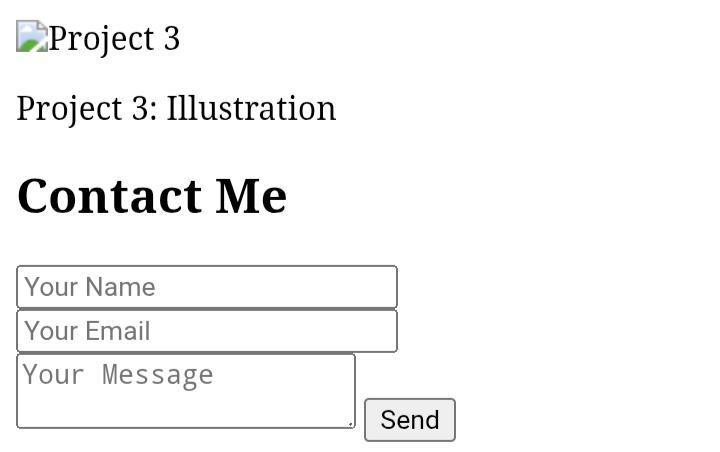 Project 3
Project 3: Illustration
Contact Me
Your Name
Your Email
Your Message
Send